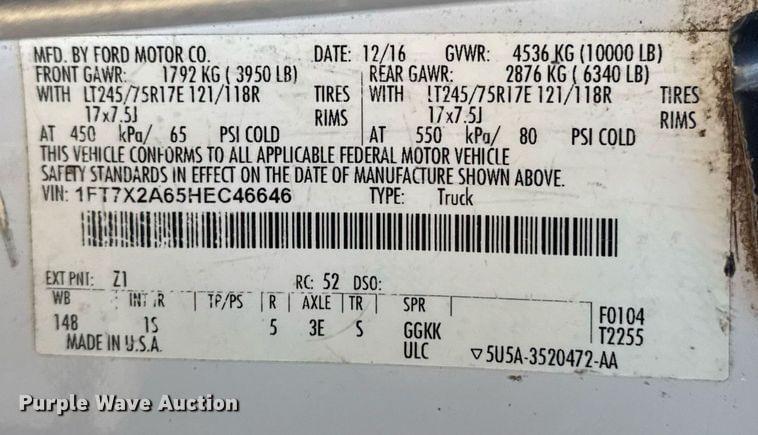 MFD. BY FORD MOTOR CO. DATE: 12/16 GVWR: 4536 KG (10000 LB)
FRONT GAWR: 1792 KG ( 3950 LB) REAR GAWR: 2876 KG ( 6340 LB)
WITH LT245/75R17E 121/118R TIRES WITH LT245/75R17E 121/118R TIRES
17x7.5J RIMS 17x7.5J RIMS
AT 450 kPa/ 65 PSI COLD AT 550 kPa/ 80 PSI COLD
THIS VEHICLE CONFORMS TO ALL APPLICABLE FEDERAL MOTOR VEHICLE
SAFETY STANDARDS IN EFFECT ON THE DATE OF MANUFACTURE SHOWN ABOVE.
VIN: 1FT7X2A65HEC46646 TYPE: Truck
EXT PNT: Z1 RC: 52 DSO:
WB INT TR TP/PS R AXLE TR SPR F0104
148 1S 5 3E S GGKK T2255
MADE IN U.S.A. ULC ▽5U5A-3520472-AA
Purple Wave Auction